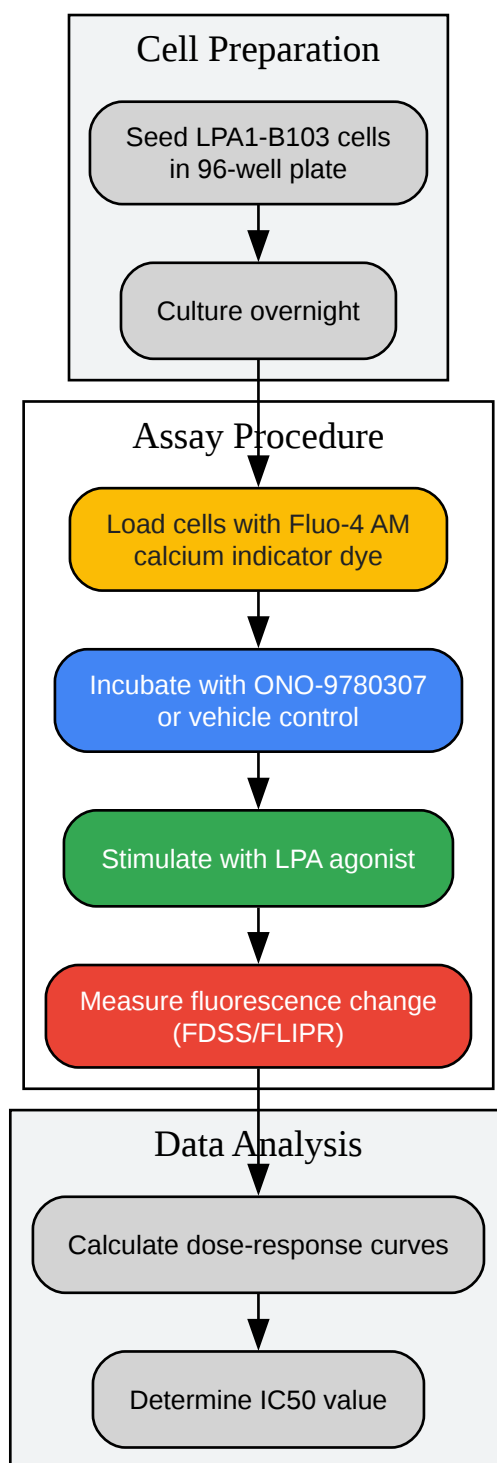 Cell Preparation
Seed LPA1-B103 cells
in 96-well plate
Culture overnight
Assay Procedure
Load cells with Fluo-4 AM
calcium indicator dye
Incubate with ONO-9780307
or vehicle control
Stimulate with LPA agonist
Measure fluorescence change
(FDSS/FLIPR)
Data Analysis
Calculate dose-response curves
Determine IC50 value